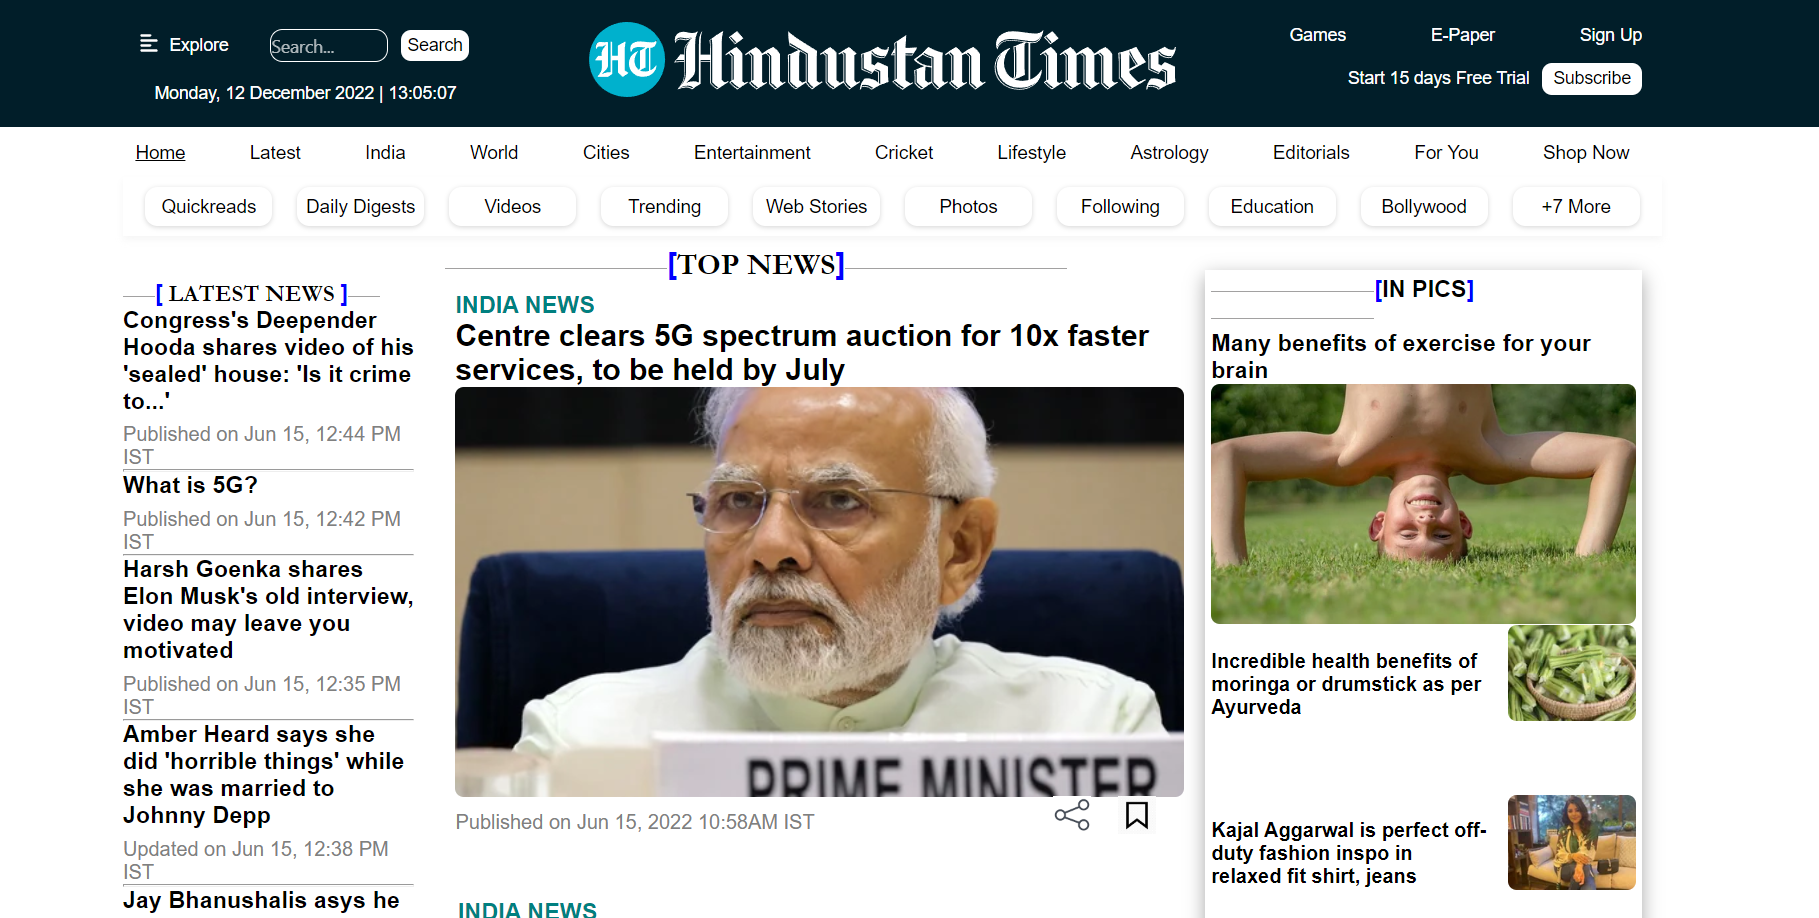 Explore
Search...
Search
Monday, 12 December 2022 | 13:05:07
HT Hindustan Times
Games
E-Paper
Sign Up
Start 15 days Free Trial
Subscribe
Home
Latest
India
World
Cities
Entertainment
Cricket
Lifestyle
Astrology
Editorials
For You
Shop Now
Quickreads
Daily Digests
Videos
Trending
Web Stories
Photos
Following
Education
Bollywood
+7 More
[ LATEST NEWS ]
Congress's Deepender
Hooda shares video of his
'sealed' house: 'Is it crime
to...'
Published on Jun 15, 12:44 PM
IST
What is 5G?
Published on Jun 15, 12:42 PM
IST
Harsh Goenka shares
Elon Musk's old interview,
video may leave you
motivated
Published on Jun 15, 12:35 PM
IST
Amber Heard says she
did 'horrible things' while
she was married to
Johnny Depp
Updated on Jun 15, 12:38 PM
IST
Jay Bhanushalis asys he
[TOP NEWS]
INDIA NEWS
Centre clears 5G spectrum auction for 10x faster
services, to be held by July
PRIME MINISTER
Published on Jun 15, 2022 10:58AM IST
INDIA NEWS
[IN PICS]
Many benefits of exercise for your
brain
Incredible health benefits of
moringa or drumstick as per
Ayurveda
Kajal Aggarwal is perfect off-
duty fashion inspo in
relaxed fit shirt, jeans